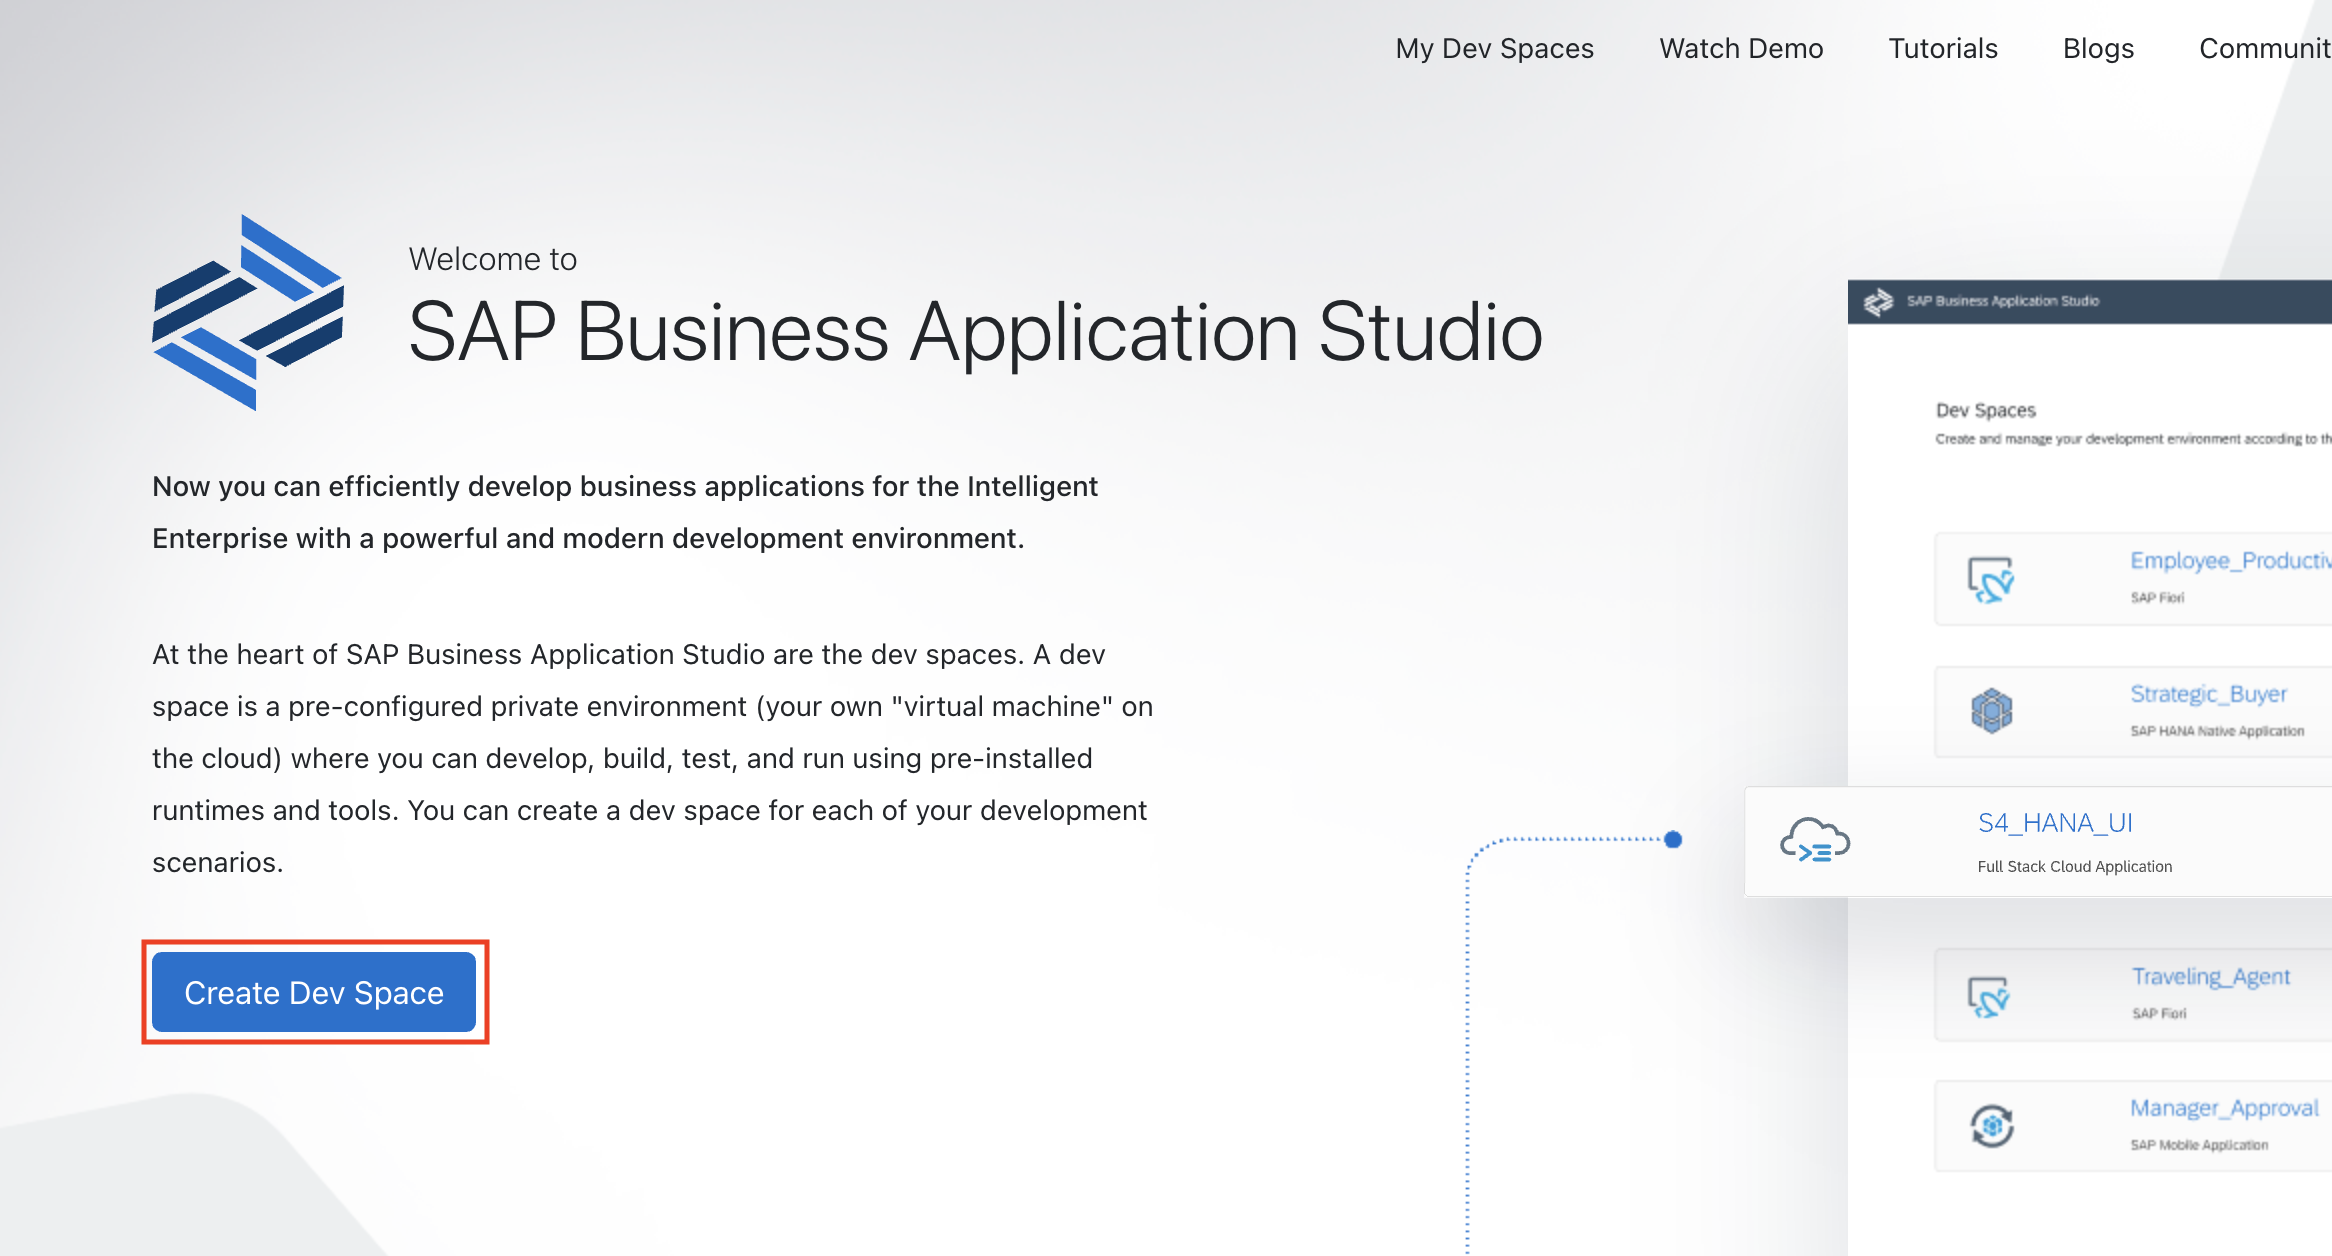 My Dev Spaces Watch Demo Tutorials Blogs Communit
Welcome to
SAP Business Application Studio
Now you can efficiently develop business applications for the Intelligent
Enterprise with a powerful and modern development environment.
At the heart of SAP Business Application Studio are the dev spaces. A dev
space is a pre-configured private environment (your own "virtual machine" on
the cloud) where you can develop, build, test, and run using pre-installed
runtimes and tools. You can create a dev space for each of your development
scenarios.
Create Dev Space
SAP Business Application Studio
Dev Spaces
Create and manage your development environment according to th
Employee_Productiv
SAP Fiori
Strategic_Buyer
SAP HANA Native Application
S4_HANA_UI
Full Stack Cloud Application
Traveling_Agent
SAP Fiori
Manager_Approval
SAP Mobile Application